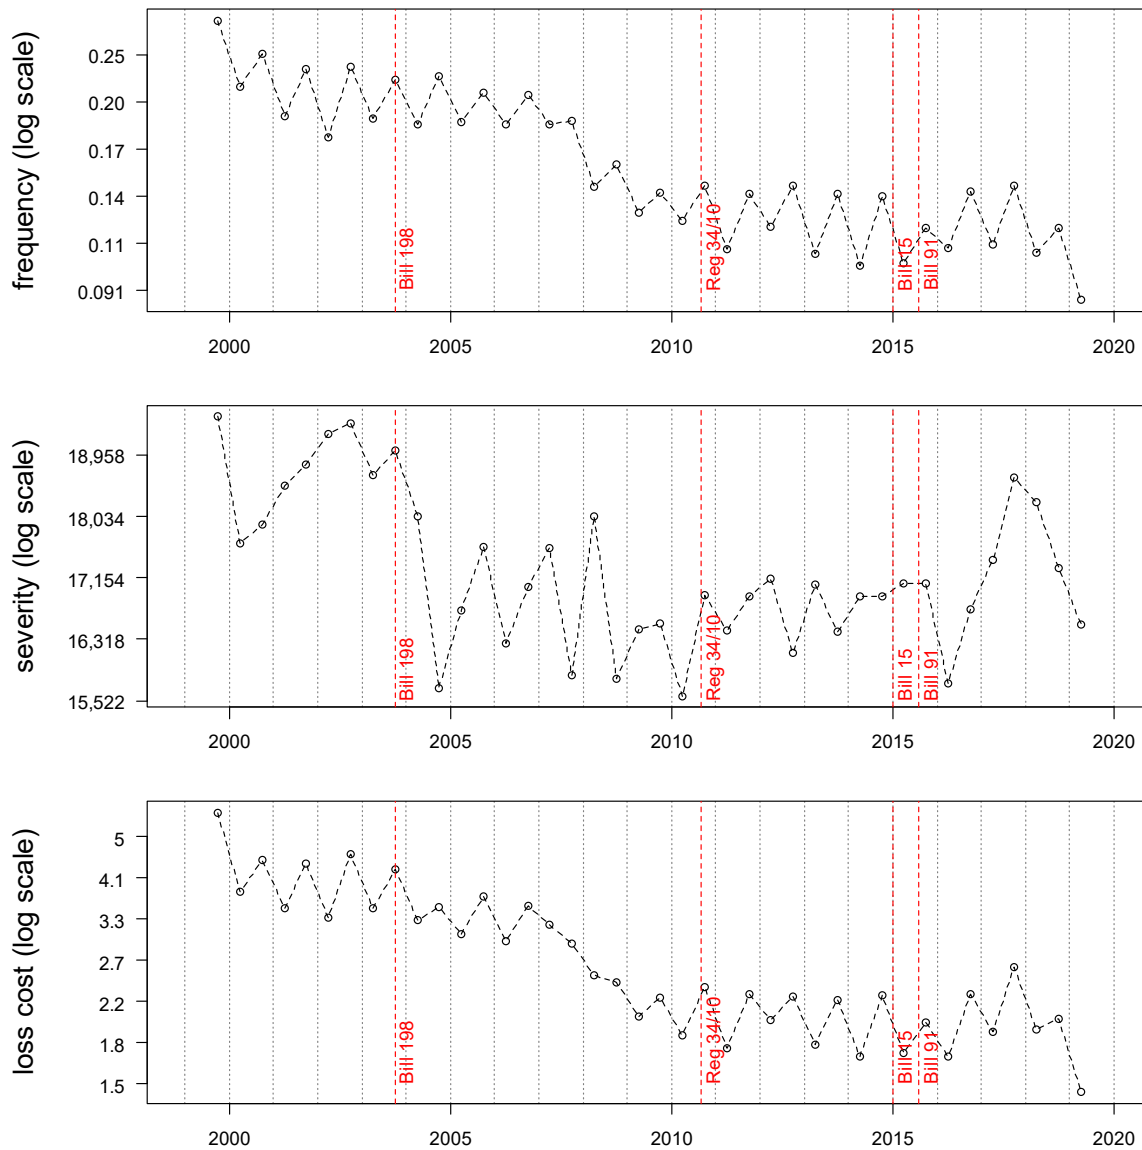 frequency (log scale)
0.25
0.20
0.17
0.14
0.11
0.091
Bill 198
Reg 34/10
Bill 15
Bill 91
2000 2005 2010 2015 2020
severity (log scale)
18,958
18,034
17,154
16,318
15,522
Bill 198
Reg 34/10
Bill 15
Bill 91
2000 2005 2010 2015 2020
loss cost (log scale)
5
4.1
3.3
2.7
2.2
1.8
1.5
Bill 198
Reg 34/10
Bill 15
Bill 91
2000 2005 2010 2015 2020